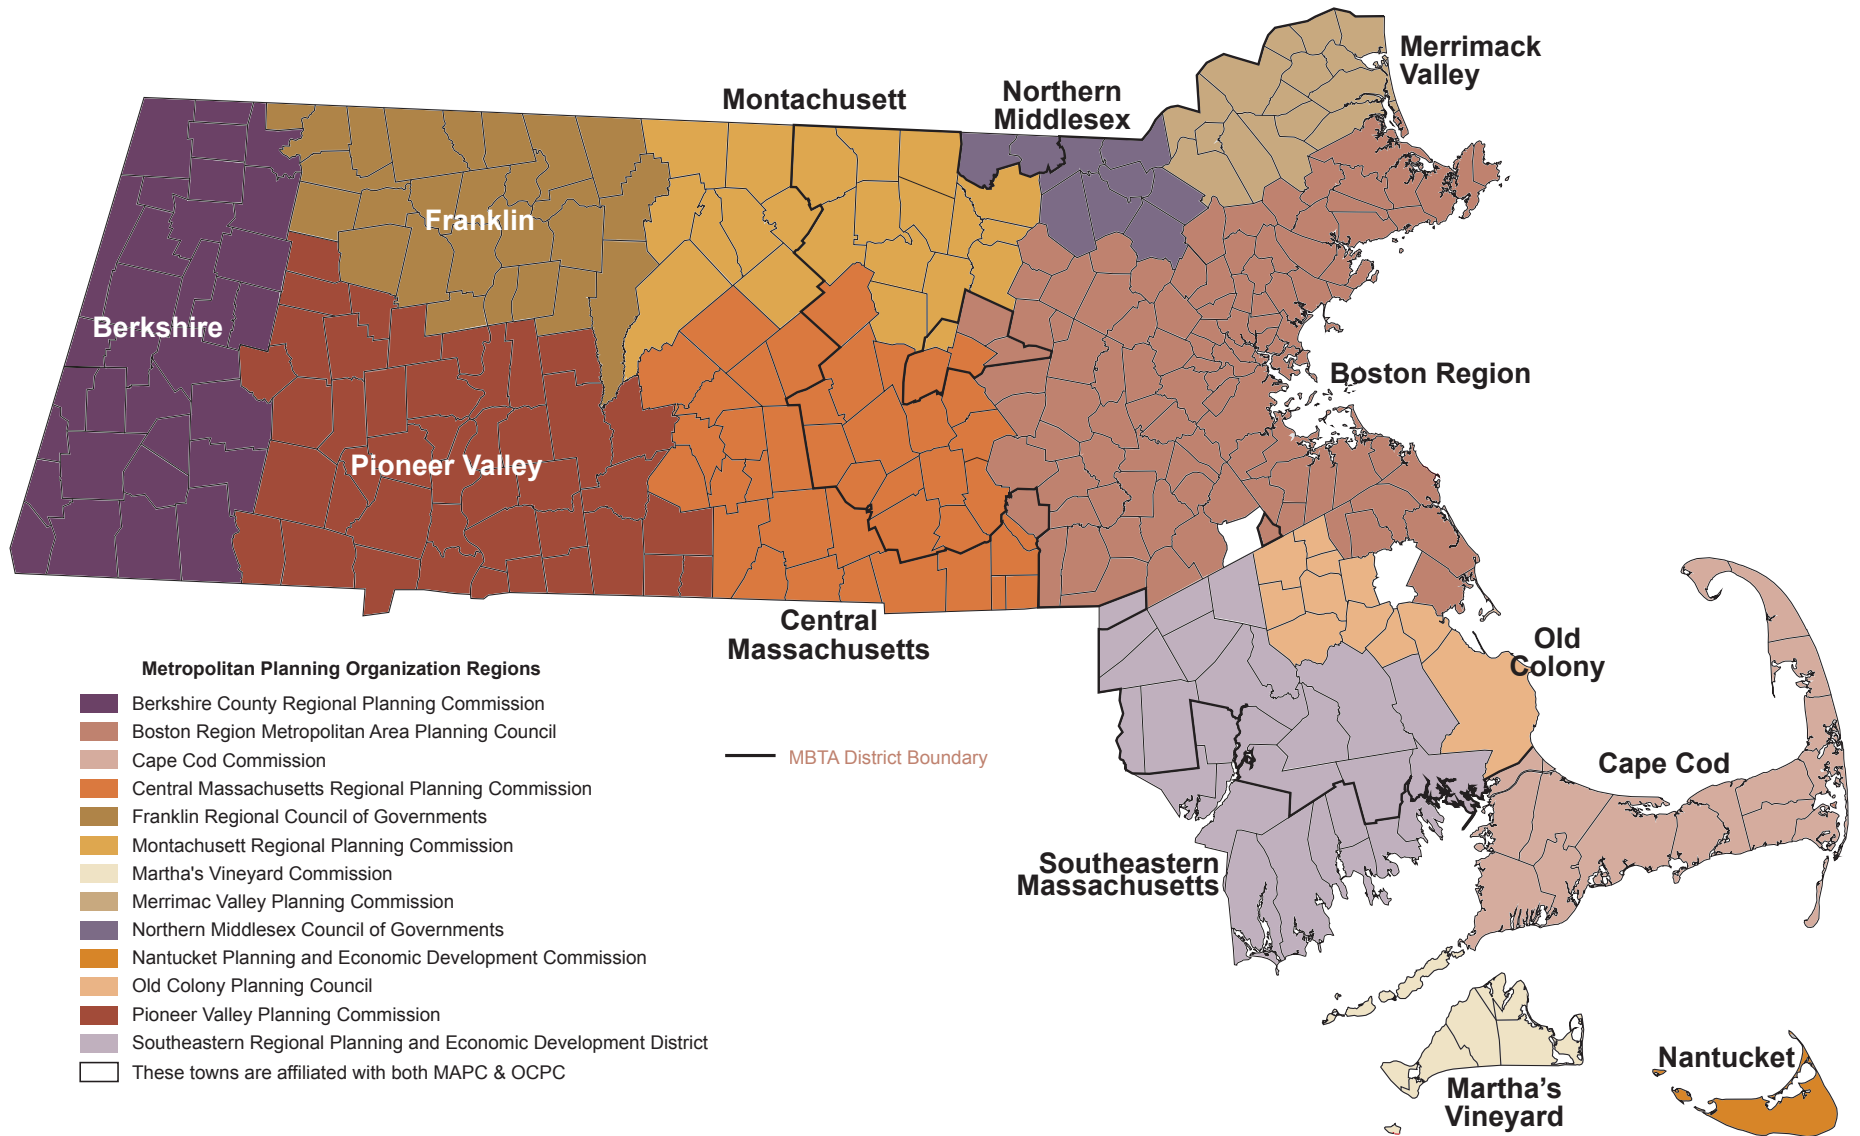 Merrimack
Valley
Montachusett
Northern
Middlesex
Franklin
Berkshire
Boston Region
Pioneer Valley
Central
Massachusetts
Old
Colony
Cape Cod
Southeastern
Massachusetts
Nantucket
Martha’s
Vineyard
Metropolitan Planning Organization Regions
Berkshire County Regional Planning Commission
Boston Region Metropolitan Area Planning Council
Cape Cod Commission
Central Massachusetts Regional Planning Commission
Franklin Regional Council of Governments
Montachusett Regional Planning Commission
Martha's Vineyard Commission
Merrimac Valley Planning Commission
Northern Middlesex Council of Governments
Nantucket Planning and Economic Development Commission
Old Colony Planning Council
Pioneer Valley Planning Commission
Southeastern Regional Planning and Economic Development District
These towns are affiliated with both MAPC & OCPC
MBTA District Boundary